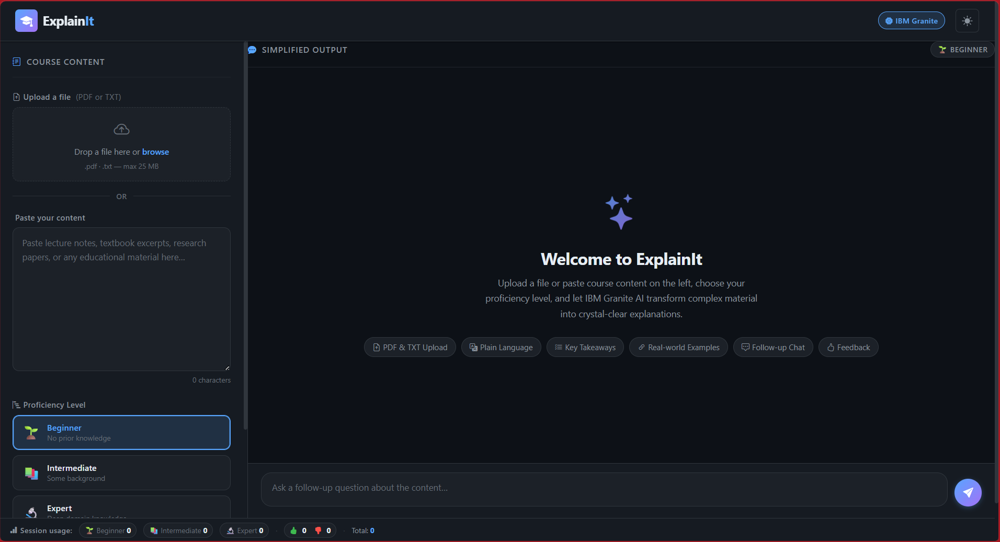 ExplainIt
IBM Granite
COURSE CONTENT
Upload a file (PDF or TXT)
Drop a file here or browse
.pdf · .txt — max 25 MB
OR
Paste your content
Paste lecture notes, textbook excerpts, research
papers, or any educational material here...
0 characters
Proficiency Level
Beginner
No prior knowledge
Intermediate
Some background
Expert
Deep domain knowledge
SIMPLIFIED OUTPUT
BEGINNER
Welcome to ExplainIt
Upload a file or paste course content on the left, choose your
proficiency level, and let IBM Granite AI transform complex material
into crystal-clear explanations.
PDF & TXT Upload
Plain Language
Key Takeaways
Real-world Examples
Follow-up Chat
Feedback
Ask a follow-up question about the content...
Session usage: Beginner 0 Intermediate 0 Expert 0 · 0 0 · Total: 0